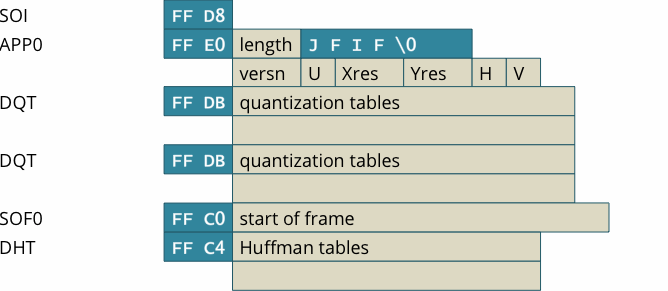 SOI FF D8
APP0 FF E0 length J F I F \0
versn U Xres Yres H V
DQT FF DB quantization tables
DQT FF DB quantization tables
SOF0 FF C0 start of frame
DHT FF C4 Huffman tables